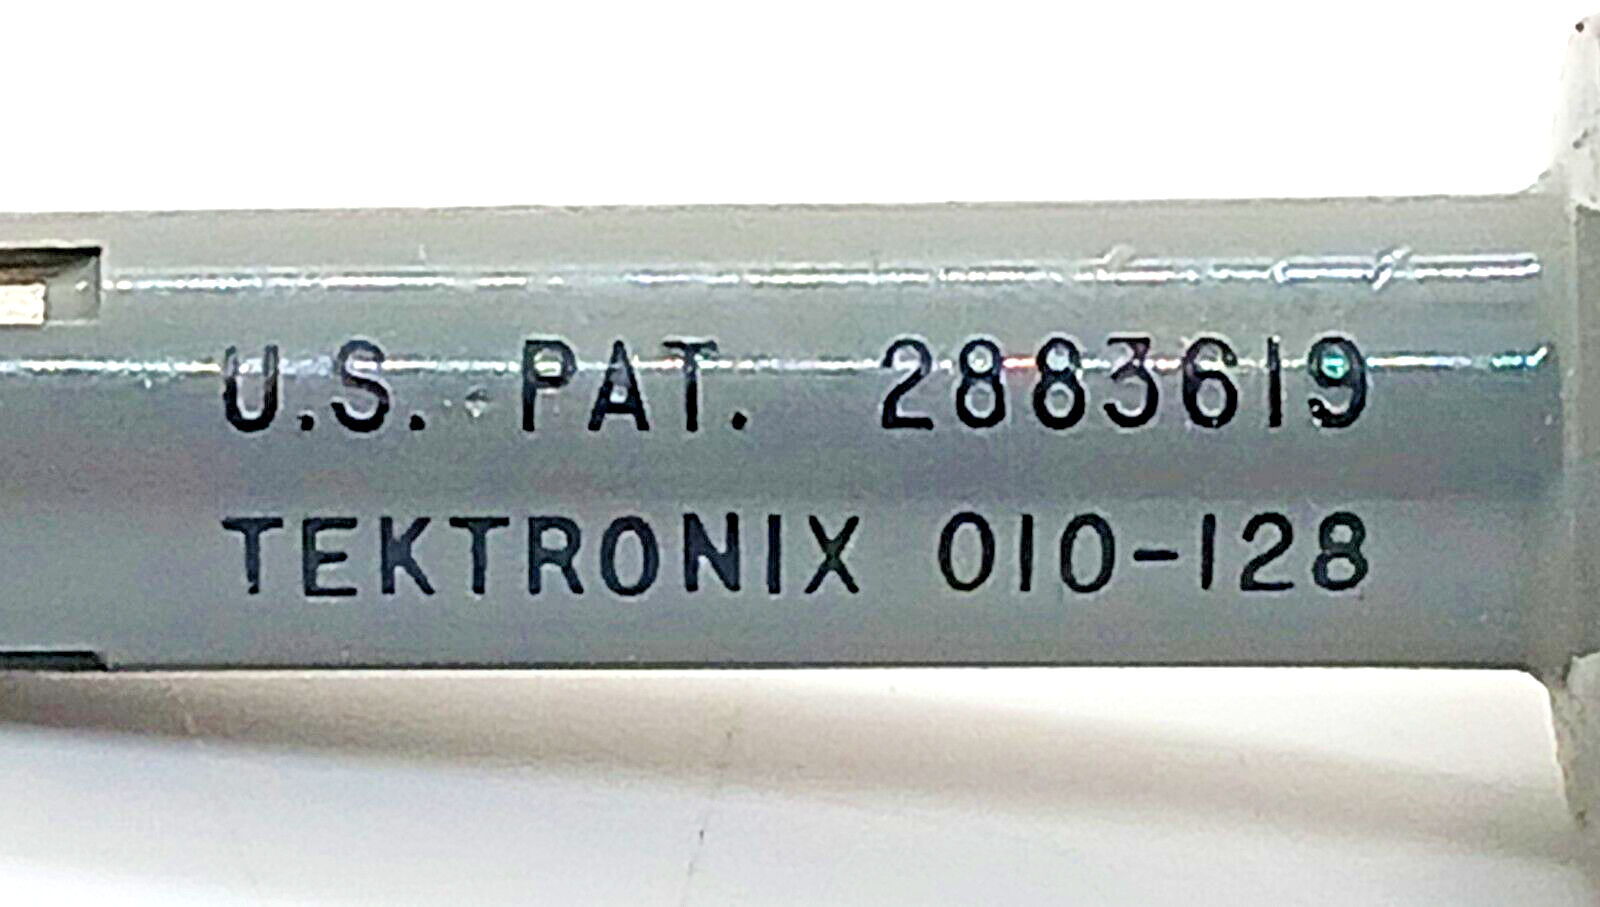 U.S. PAT. 2883619
TEKTRONIX 010-128